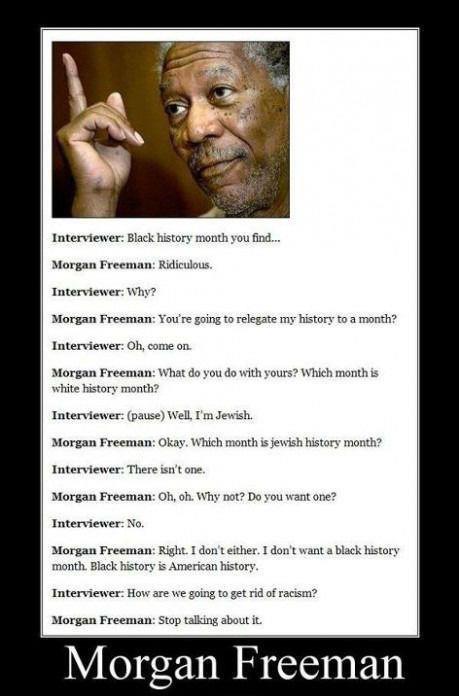 Interviewer: Black history month you find...
Morgan Freeman: Ridiculous.
Interviewer: Why?
Morgan Freeman: You're going to relegate my history to a month?
Interviewer: Oh, come on.
Morgan Freeman: What do you do with yours? Which month is
white history month?
Interviewer: (pause) Well, I'm Jewish.
Morgan Freeman: Okay. Which month is jewish history month?
Interviewer: There isn't one.
Morgan Freeman: Oh, oh. Why not? Do you want one?
Interviewer: No.
Morgan Freeman: Right. I don't either. I don't want a black history
month. Black history is American history.
Interviewer: How are we going to get rid of racism?
Morgan Freeman: Stop talking about it.
Morgan Freeman